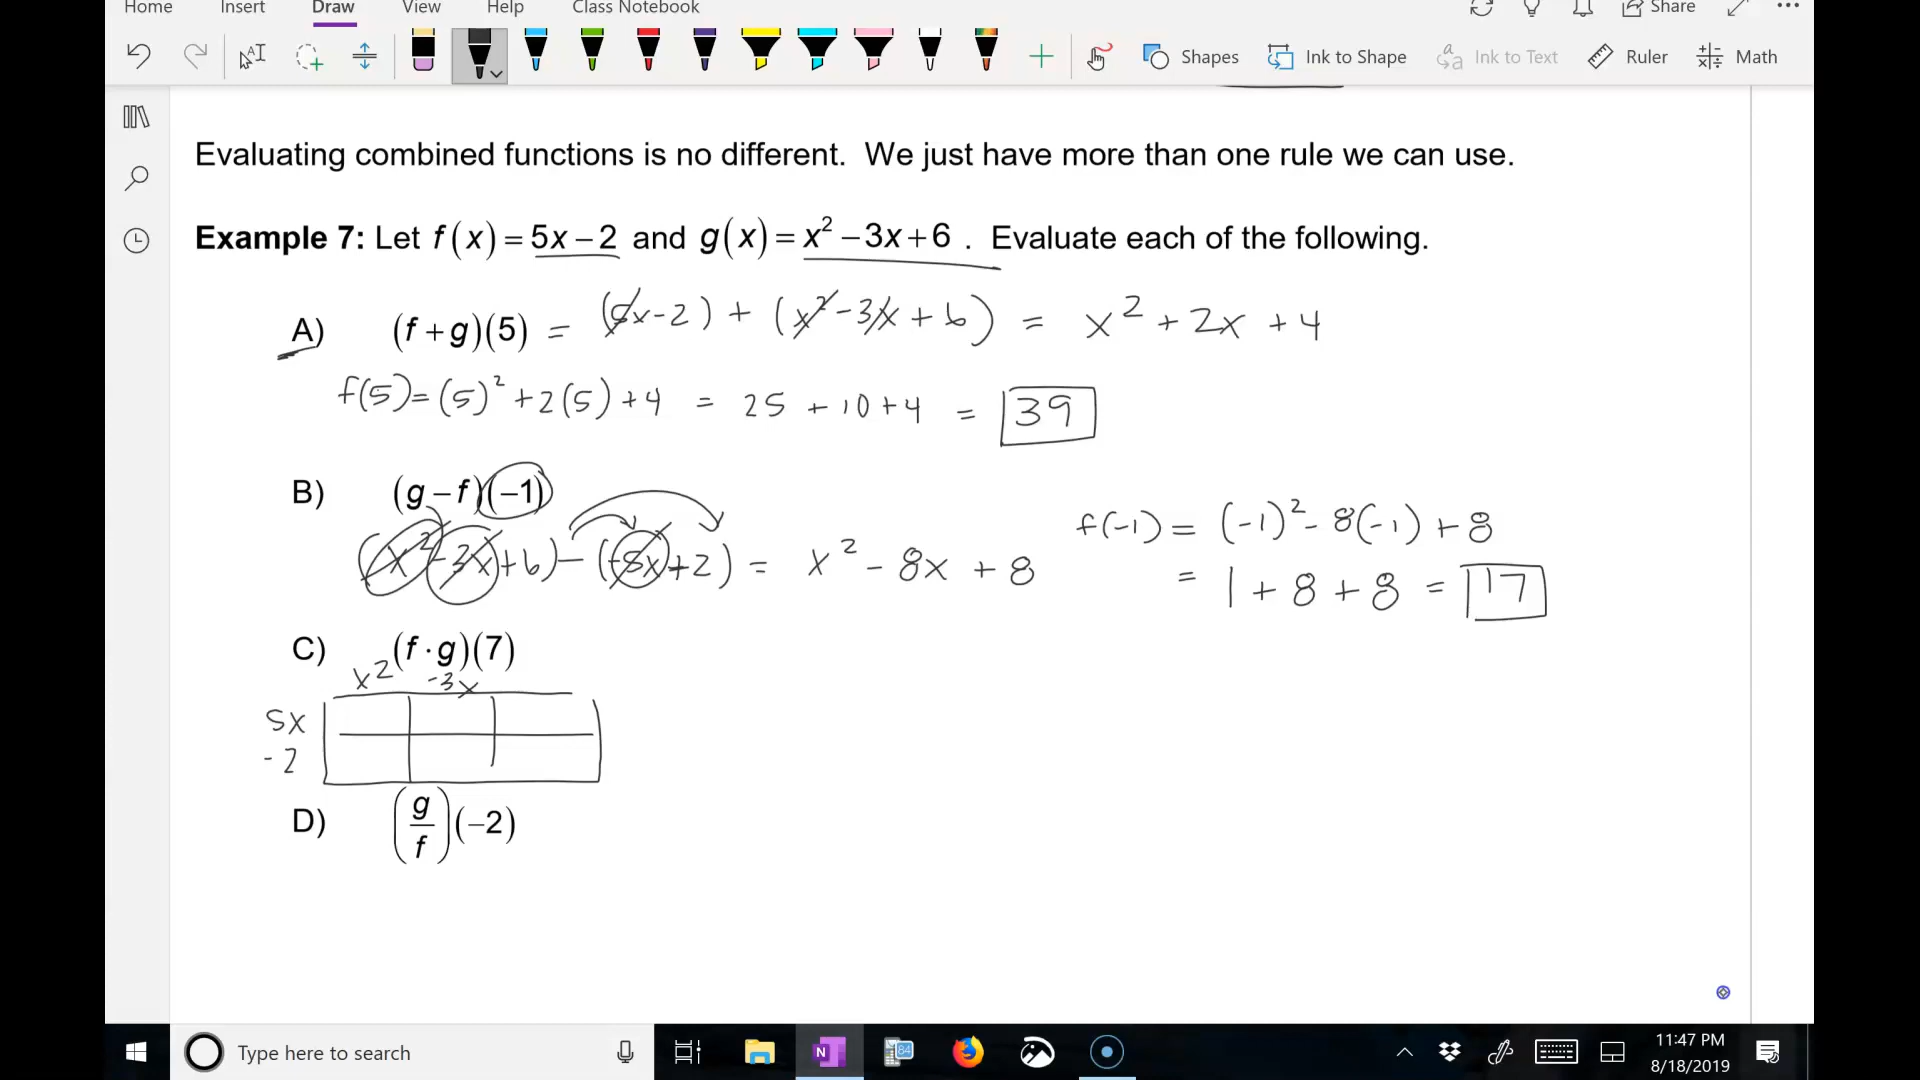 Home Insert Draw View Help Class Notebook Share
Shapes Ink to Shape Ink to Text Ruler Math
Evaluating combined functions is no different. We just have more than one rule we can use.
Example 7: Let f(x) = 5x − 2 and g(x) = x² − 3x + 6 . Evaluate each of the following.
A) (f + g)(5) = (5x - 2) + (x² - 3x + 6) = x² + 2x + 4
f(5) = (5)² + 2(5) + 4 = 25 + 10 + 4 = 39
B) (g − f)(−1)
(x² - 3x + 6) - (-5x + 2) = x² - 8x + 8
f(-1) = (-1)² - 8(-1) + 8
= 1 + 8 + 8 = 17
C) (f · g)(7)
x² -3x
5x
-2
D) (g/f)(−2)
Type here to search
84
N
11:47 PM
8/18/2019